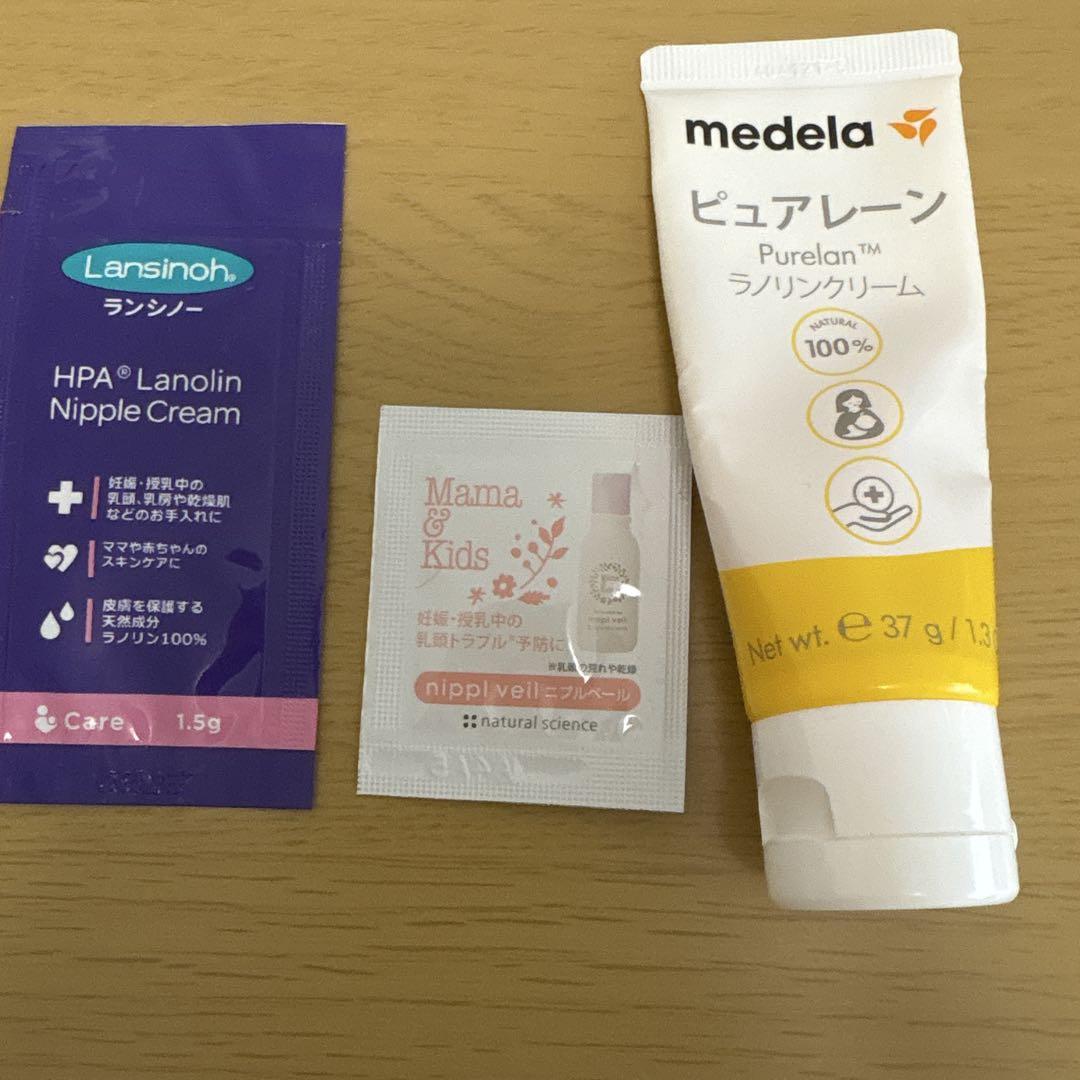 Lansinoh®
ランシノー
HPA® Lanolin
Nipple Cream
妊娠・授乳中の
乳頭、乳房や乾燥肌
などのお手入れに
ママや赤ちゃんの
スキンケアに
皮膚を保護する
天然成分
ラノリン100%
Care 1.5g
Mama
&
Kids
妊娠・授乳中の
乳頭トラブル※予防に
※乳頭の荒れや乾燥
nippl veil
nippl veil ニプルベール
natural science
medela
ピュアレーン
Purelan™
ラノリンクリーム
NATURAL
100%
Net wt. ℮ 37 g / 1.3